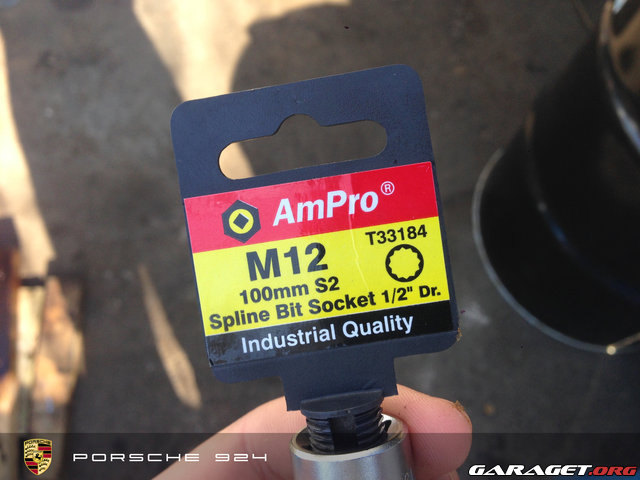 AmPro®
M12
T33184
100mm S2
Spline Bit Socket 1/2" Dr.
Industrial Quality
PORSCHE 924
GARAGET.ORG